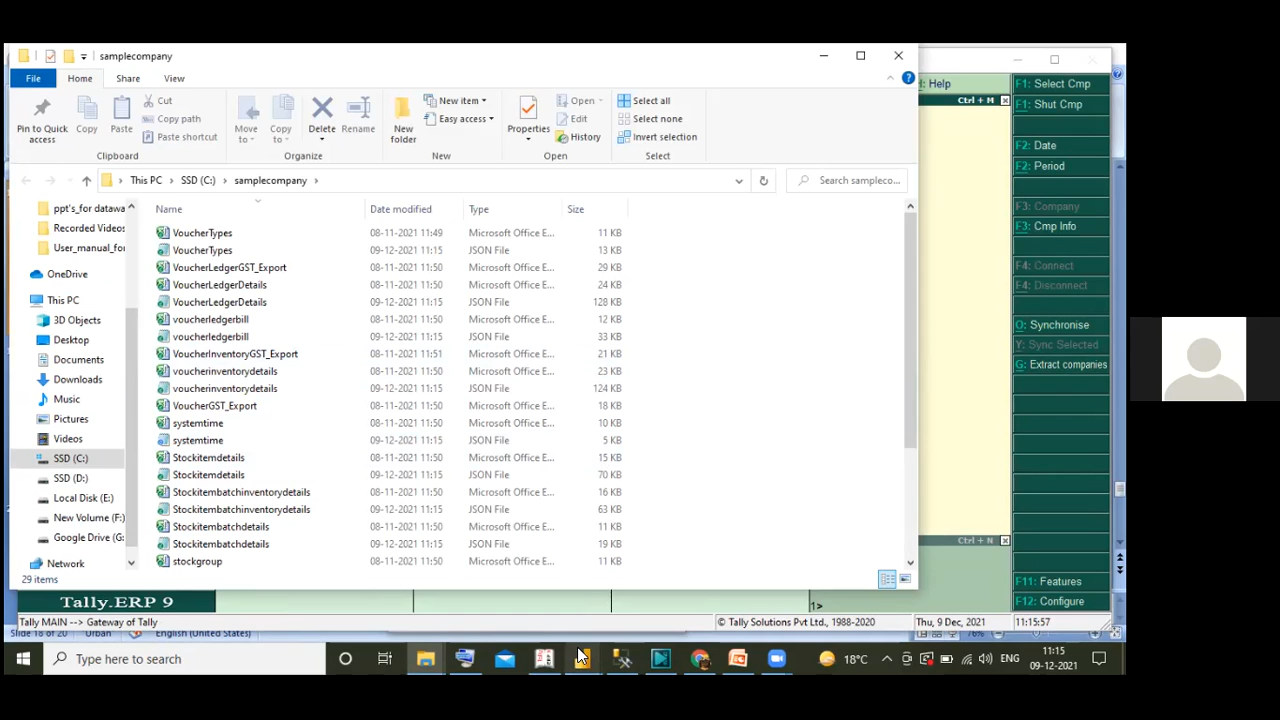 samplecompany
File Home Share View
Help Ctrl + M
Pin to Quick access Copy Paste Cut Copy path Paste shortcut Clipboard
Move to Copy to Delete Rename Organize
New folder New item Easy access New
Properties Open Edit History Open
Select all Select none Invert selection Select
This PC SSD (C:) samplecompany Search sampleco...
Name Date modified Type Size
VoucherTypes 08-11-2021 11:49 Microsoft Office E... 11 KB
VoucherTypes 09-12-2021 11:15 JSON File 13 KB
VoucherLedgerGST_Export 08-11-2021 11:50 Microsoft Office E... 29 KB
VoucherLedgerDetails 08-11-2021 11:50 Microsoft Office E... 24 KB
VoucherLedgerDetails 09-12-2021 11:15 JSON File 128 KB
voucherledgerbill 08-11-2021 11:50 Microsoft Office E... 12 KB
voucherledgerbill 09-12-2021 11:15 JSON File 33 KB
VoucherInventoryGST_Export 08-11-2021 11:51 Microsoft Office E... 21 KB
voucherinventorydetails 08-11-2021 11:50 Microsoft Office E... 23 KB
voucherinventorydetails 09-12-2021 11:15 JSON File 124 KB
VoucherGST_Export 08-11-2021 11:50 Microsoft Office E... 18 KB
systemtime 08-11-2021 11:50 Microsoft Office E... 10 KB
systemtime 09-12-2021 11:15 JSON File 5 KB
Stockitemdetails 08-11-2021 11:50 Microsoft Office E... 15 KB
Stockitemdetails 09-12-2021 11:15 JSON File 70 KB
Stockitembatchinventorydetails 08-11-2021 11:50 Microsoft Office E... 16 KB
Stockitembatchinventorydetails 09-12-2021 11:15 JSON File 63 KB
Stockitembatchdetails 08-11-2021 11:50 Microsoft Office E... 11 KB
Stockitembatchdetails 09-12-2021 11:15 JSON File 19 KB
stockgroup 08-11-2021 11:50 Microsoft Office E... 11 KB
ppt's_for datawa
Recorded Videos
User_manual_fo
OneDrive
This PC
3D Objects
Desktop
Documents
Downloads
Music
Pictures
Videos
SSD (C:)
SSD (D:)
Local Disk (E:)
New Volume (F:)
Google Drive (G:
Network
29 items
F1: Select Cmp
F1: Shut Cmp
F2: Date
F2: Period
F3: Company
F3: Cmp Info
F4: Connect
F4: Disconnect
O: Synchronise
Y: Sync Selected
G: Extract companies
Ctrl + N
F11: Features
F12: Configure
Tally.ERP 9
1>
Tally MAIN --> Gateway of Tally © Tally Solutions Pvt Ltd., 1988-2020 Thu, 9 Dec, 2021 11:15:57
Slide 18 of 20 "Urban" English (United States) 76%
Type here to search 18°C ENG 11:15
09-12-2021